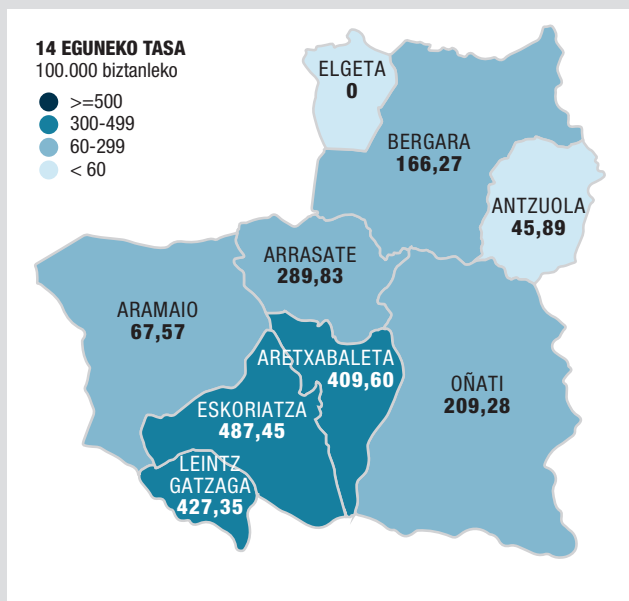 14 EGUNEKO TASA
100.000 biztanleko
>=500
300-499
60-299
< 60
ELGETA
0
BERGARA
166,27
ANTZUOLA
45,89
ARRASATE
289,83
ARAMAIO
67,57
ARETXABALETA
409,60
OÑATI
209,28
ESKORIATZA
487,45
LEINTZ
GATZAGA
427,35